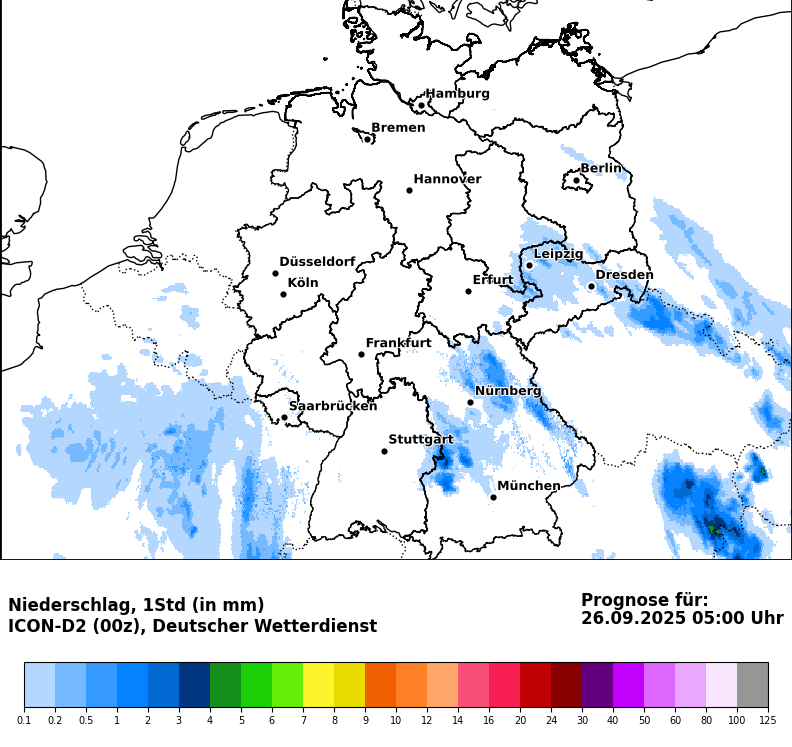 Hamburg
Bremen
Berlin
Hannover
Leipzig
Düsseldorf
Dresden
Köln
Erfurt
Frankfurt
Nürnberg
Saarbrücken
Stuttgart
München
Niederschlag, 1Std (in mm)
ICON-D2 (00z), Deutscher Wetterdienst
Prognose für:
26.09.2025 05:00 Uhr
0.1 0.2 0.5 1 2 3 4 5 6 7 8 9 10 12 14 16 20 24 30 40 50 60 80 100 125